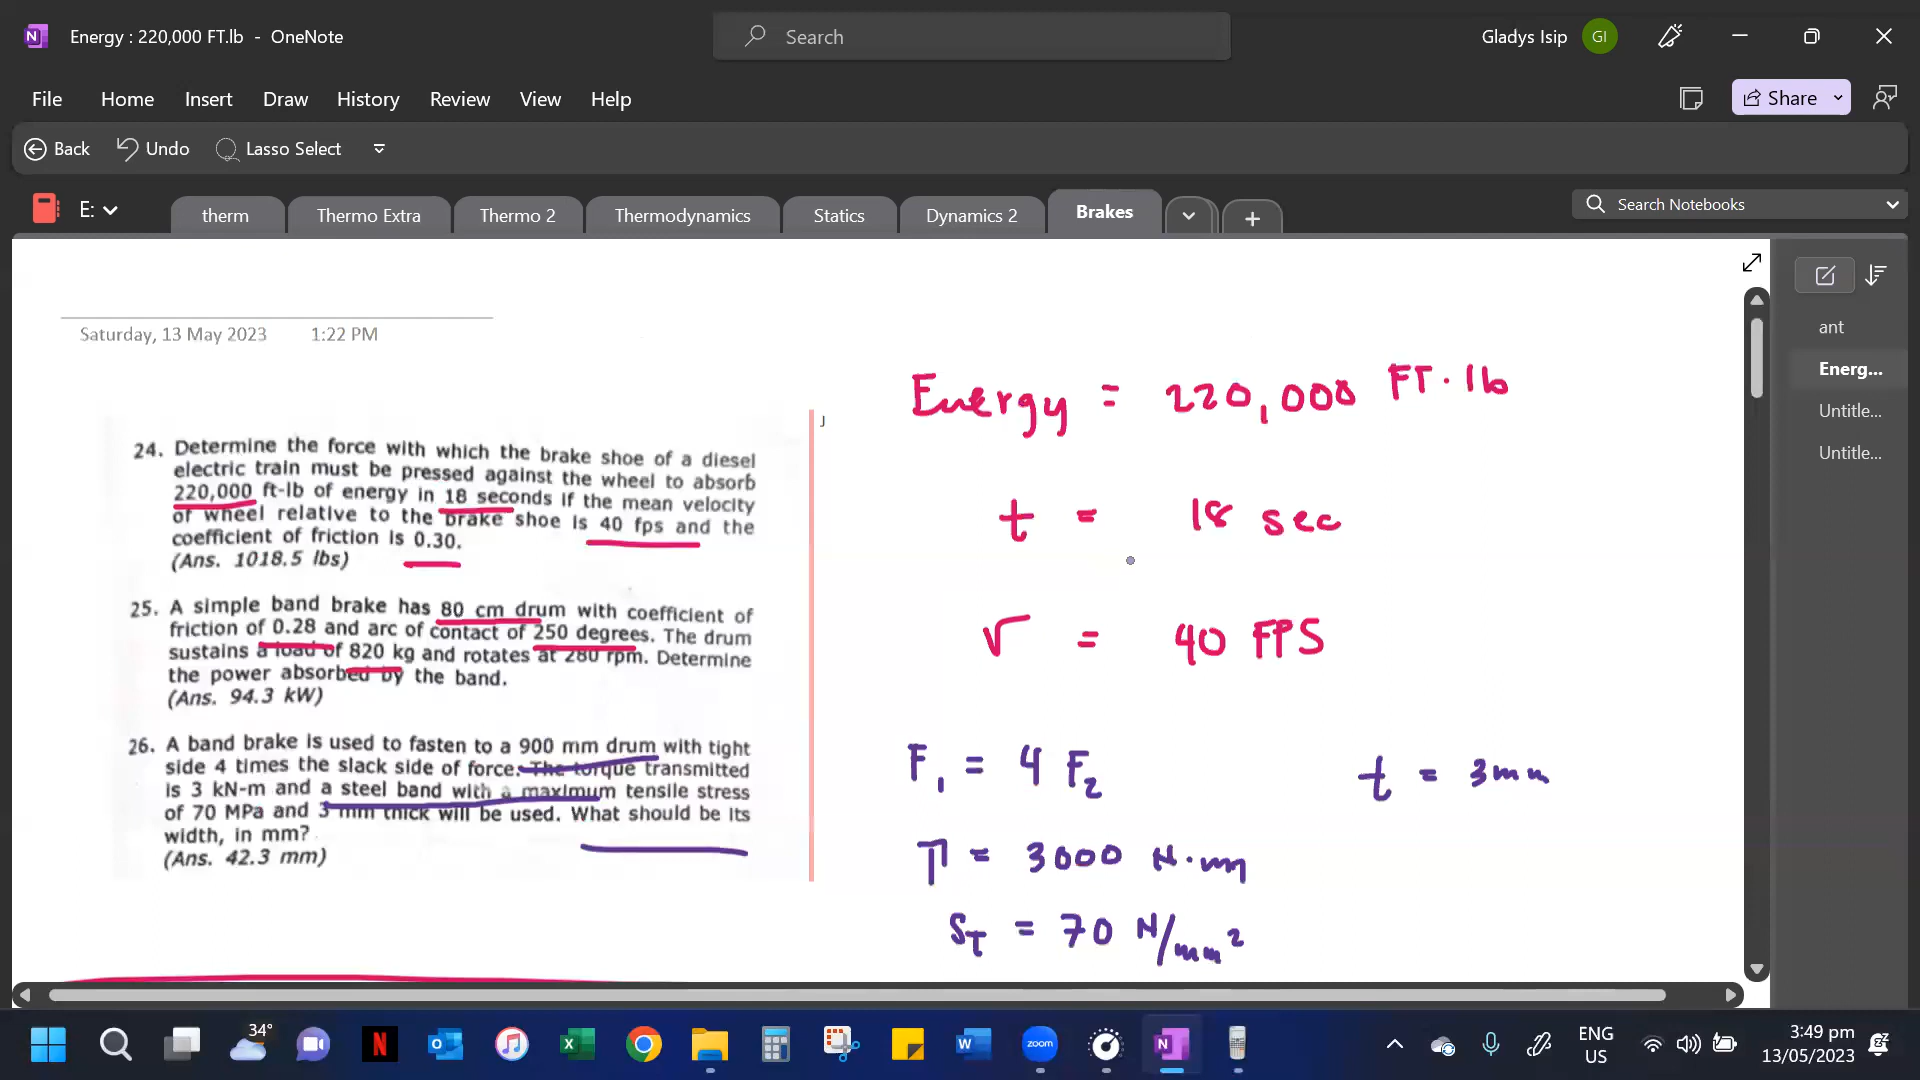 Energy : 220,000 FT.lb - OneNote
Search
Gladys Isip
GI
File Home Insert Draw History Review View Help
Share
Back Undo Lasso Select
E:
therm Thermo Extra Thermo 2 Thermodynamics Statics Dynamics 2 Brakes
Search Notebooks
ant
Energ...
Untitle...
Untitle...
Saturday, 13 May 2023 1:22 PM
24. Determine the force with which the brake shoe of a diesel
electric train must be pressed against the wheel to absorb
220,000 ft-lb of energy in 18 seconds if the mean velocity
of wheel relative to the brake shoe is 40 fps and the
coefficient of friction is 0.30.
(Ans. 1018.5 lbs)
25. A simple band brake has 80 cm drum with coefficient of
friction of 0.28 and arc of contact of 250 degrees. The drum
sustains a load of 820 kg and rotates at 280 rpm. Determine
the power absorbed by the band.
(Ans. 94.3 kW)
26. A band brake is used to fasten to a 900 mm drum with tight
side 4 times the slack side of force. The torque transmitted
is 3 kN-m and a steel band with a maximum tensile stress
of 70 MPa and 3 mm thick will be used. What should be its
width, in mm?
(Ans. 42.3 mm)
J
Energy = 220,000 FT·lb
t = 18 sec
v = 40 FPS
F1 = 4 F2
t = 3mm
T = 3000 N·m
ST = 70 N/mm²
34°
zoom
ENG
US
3:49 pm
13/05/2023